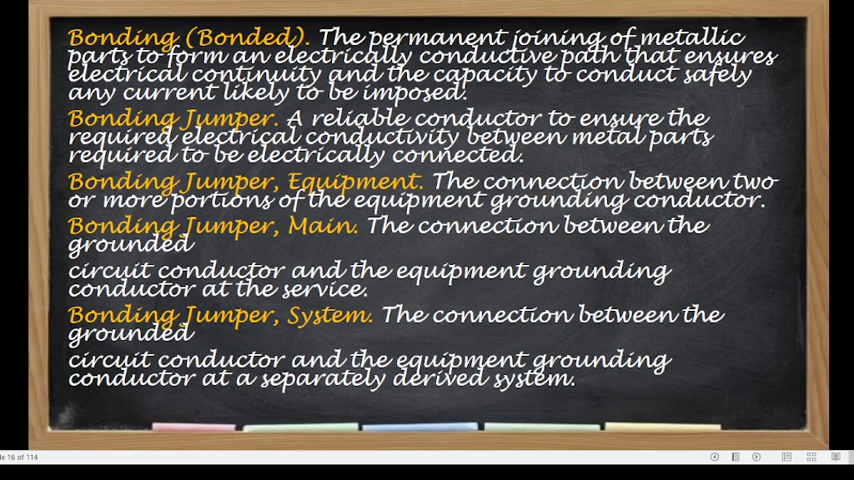 Bonding (Bonded). The permanent joining of metallic
parts to form an electrically conductive path that ensures
electrical continuity and the capacity to conduct safely
any current likely to be imposed.
Bonding Jumper. A reliable conductor to ensure the
required electrical conductivity between metal parts
required to be electrically connected.
Bonding Jumper, Equipment. The connection between two
or more portions of the equipment grounding conductor.
Bonding Jumper, Main. The connection between the
grounded
circuit conductor and the equipment grounding
conductor at the service.
Bonding Jumper, System. The connection between the
grounded
circuit conductor and the equipment grounding
conductor at a separately derived system.
de 16 of 114